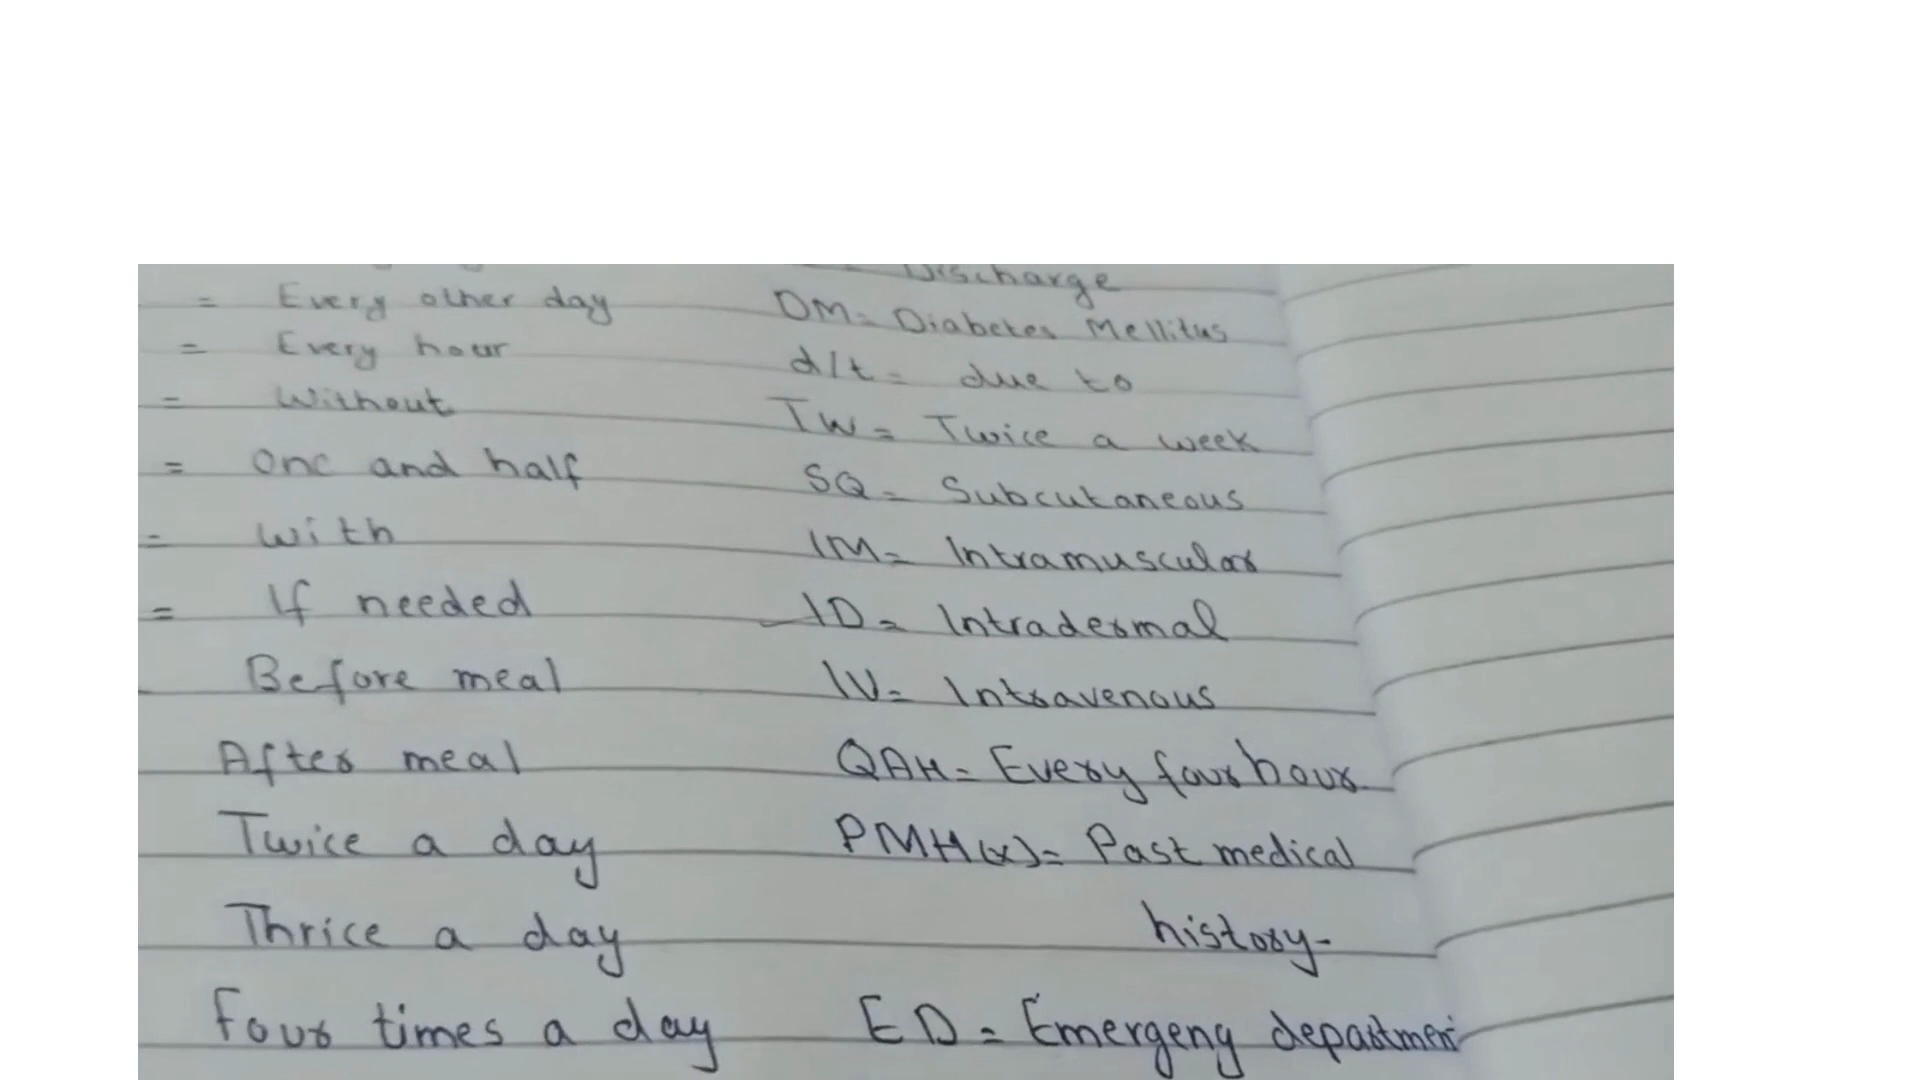 Discharge
= Every other day
DM = Diabetes Mellitus
= Every hour
d/t = due to
= Without
TW = Twice a week
= One and half
SQ = Subcutaneous
= With
IM = Intramuscular
= If needed
ID = Intradermal
Before meal
IV = Intravenous
After meal
QAH = Every four hour
Twice a day
PMH(x) = Past medical
Thrice a day
history-
four times a day
ED = Emergeny department